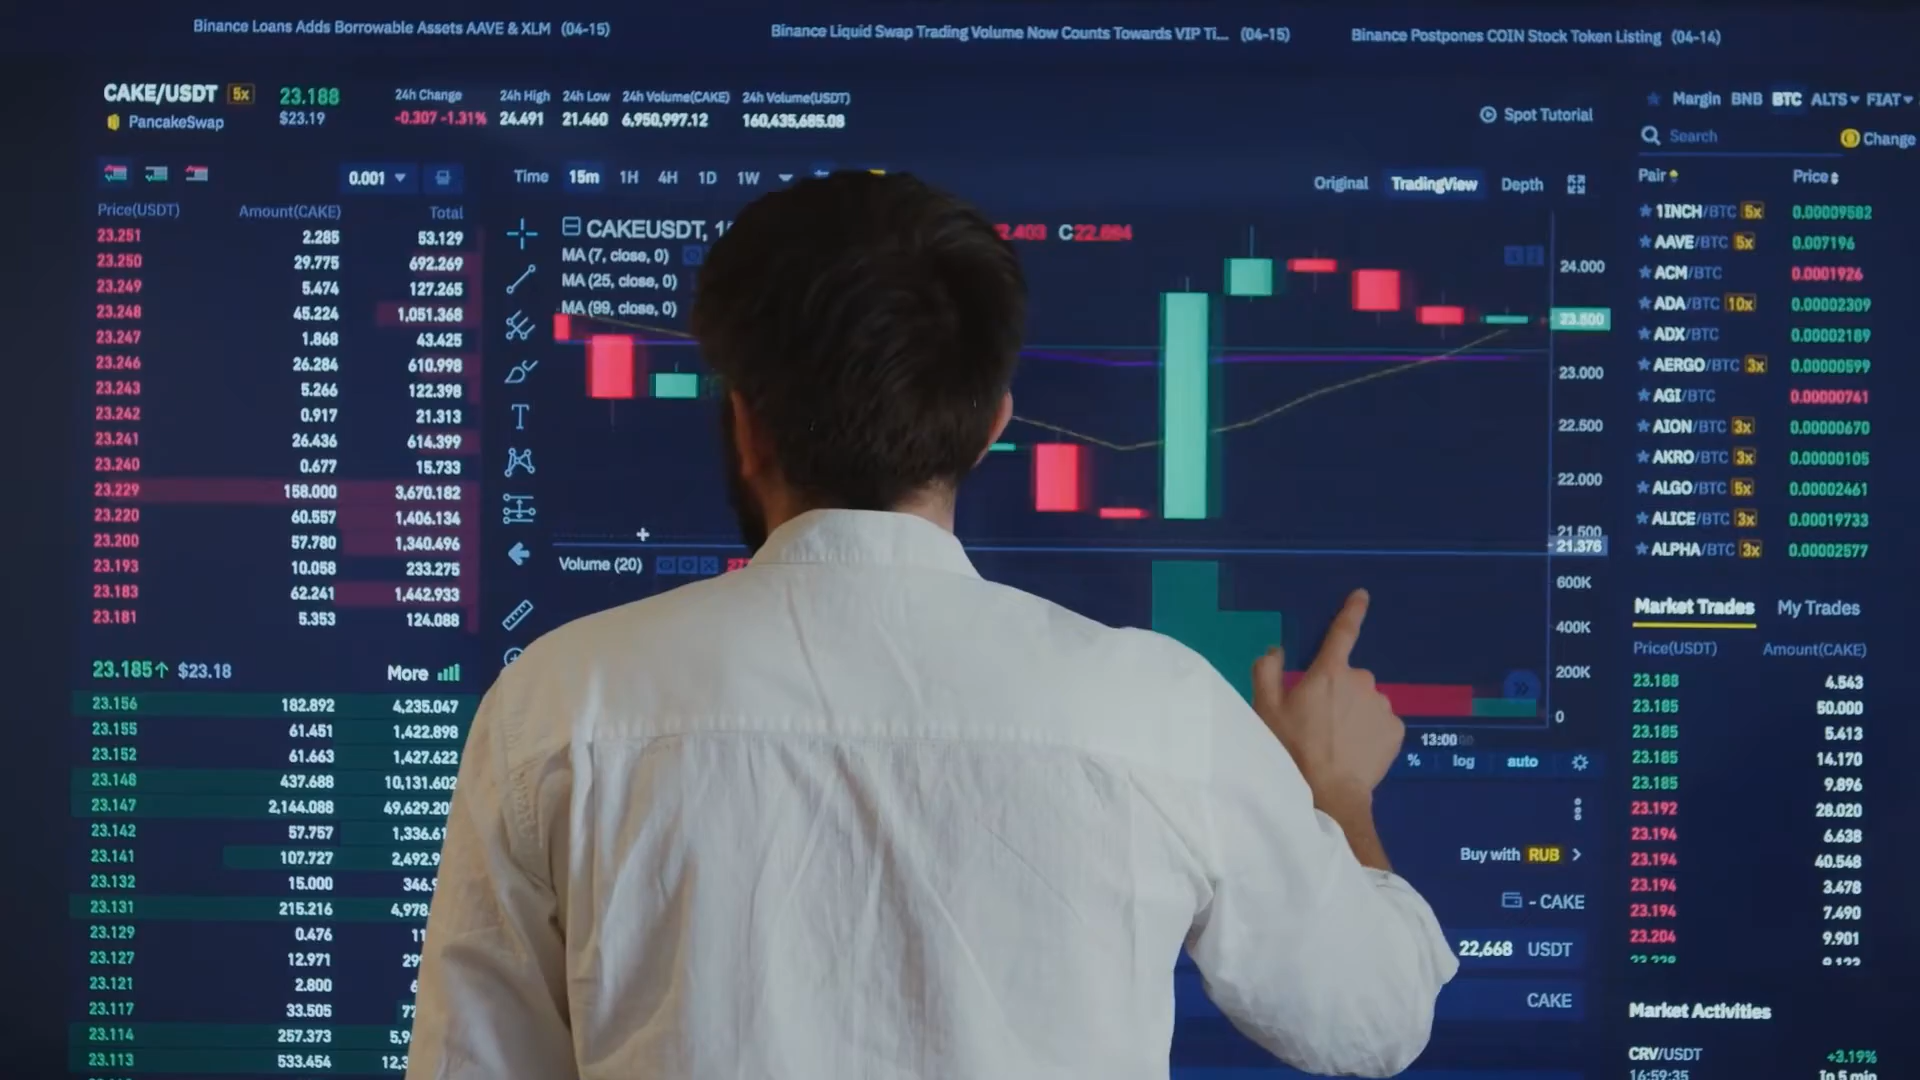 Binance Loans Adds Borrowable Assets AAVE & XLM (04-15)
Binance Liquid Swap Trading Volume Now Counts Towards VIP Ti... (04-15)
Binance Postpones COIN Stock Token Listing (04-14)
CAKE/USDT 5x 23.188
PancakeSwap $23.19
24h Change 24h High 24h Low 24h Volume(CAKE) 24h Volume(USDT)
-0.307 -1.31% 24.491 21.460 6,950,997.12 160,435,685.08
Spot Tutorial
0.001
Price(USDT) Amount(CAKE) Total
23.251 2.285 53.129
23.250 29.775 692.269
23.249 5.474 127.265
23.248 45.224 1,051.368
23.247 1.868 43.425
23.246 26.284 610.998
23.243 5.266 122.398
23.242 0.917 21.313
23.241 26.436 614.399
23.240 0.677 15.733
23.229 158.000 3,670.182
23.220 60.557 1,406.134
23.200 57.780 1,340.496
23.193 10.058 233.275
23.183 62.241 1,442.933
23.181 5.353 124.088
23.185↑ $23.18 More
23.156 182.892 4,235.047
23.155 61.451 1,422.898
23.152 61.663 1,427.622
23.148 437.688 10,131.602
23.147 2,144.088 49,629.20
23.142 57.757 1,336.61
23.141 107.727 2,492.9
23.132 15.000 346.
23.131 215.216 4,978.
23.129 0.476 11
23.127 12.971 29
23.121 2.800 6
23.117 33.505 77
23.114 257.373 5,9
23.113 533.454 12,3
Time 15m 1H 4H 1D 1W
Original TradingView Depth
CAKEUSDT, 1
C22.684
MA (7, close, 0)
MA (25, close, 0)
MA (99, close, 0)
24.000
23.500
23.000
22.500
22.000
21.500
21.376
Volume (20)
600K
400K
200K
0
13:00
% log auto
Buy with RUB >
- CAKE
22,668 USDT
CAKE
Margin BNB BTC ALTS FIAT
Search Change
Pair Price
1INCH/BTC 5x 0.00009582
AAVE/BTC 5x 0.007196
ACM/BTC 0.0001926
ADA/BTC 10x 0.00002309
ADX/BTC 0.00002189
AERGO/BTC 3x 0.00000599
AGI/BTC 0.00000741
AION/BTC 3x 0.00000670
AKRO/BTC 3x 0.00000105
ALGO/BTC 5x 0.00002461
ALICE/BTC 3x 0.00019733
ALPHA/BTC 3x 0.00002577
Market Trades My Trades
Price(USDT) Amount(CAKE)
23.188 4.543
23.185 50.000
23.185 5.413
23.185 14.170
23.185 9.896
23.192 28.020
23.194 6.638
23.194 40.548
23.194 3.478
23.194 7.490
23.204 9.901
Market Activities
CRV/USDT +3.19%
16:59:35 In 5 min